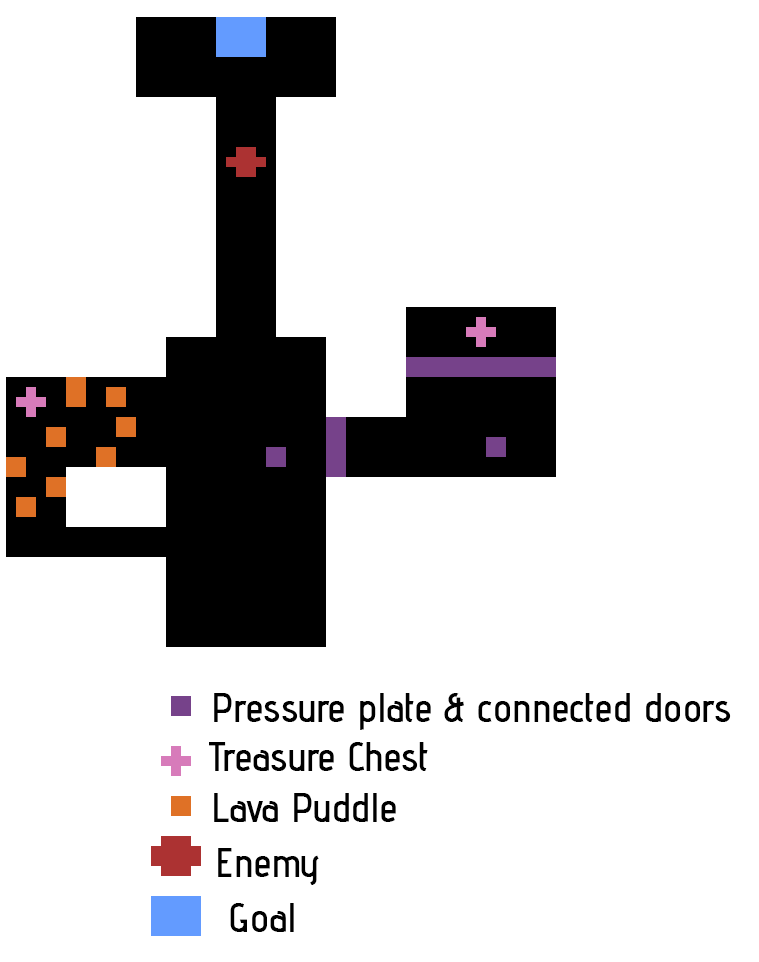 Pressure plate & connected doors
Treasure Chest
Lava Puddle
Enemy
Goal